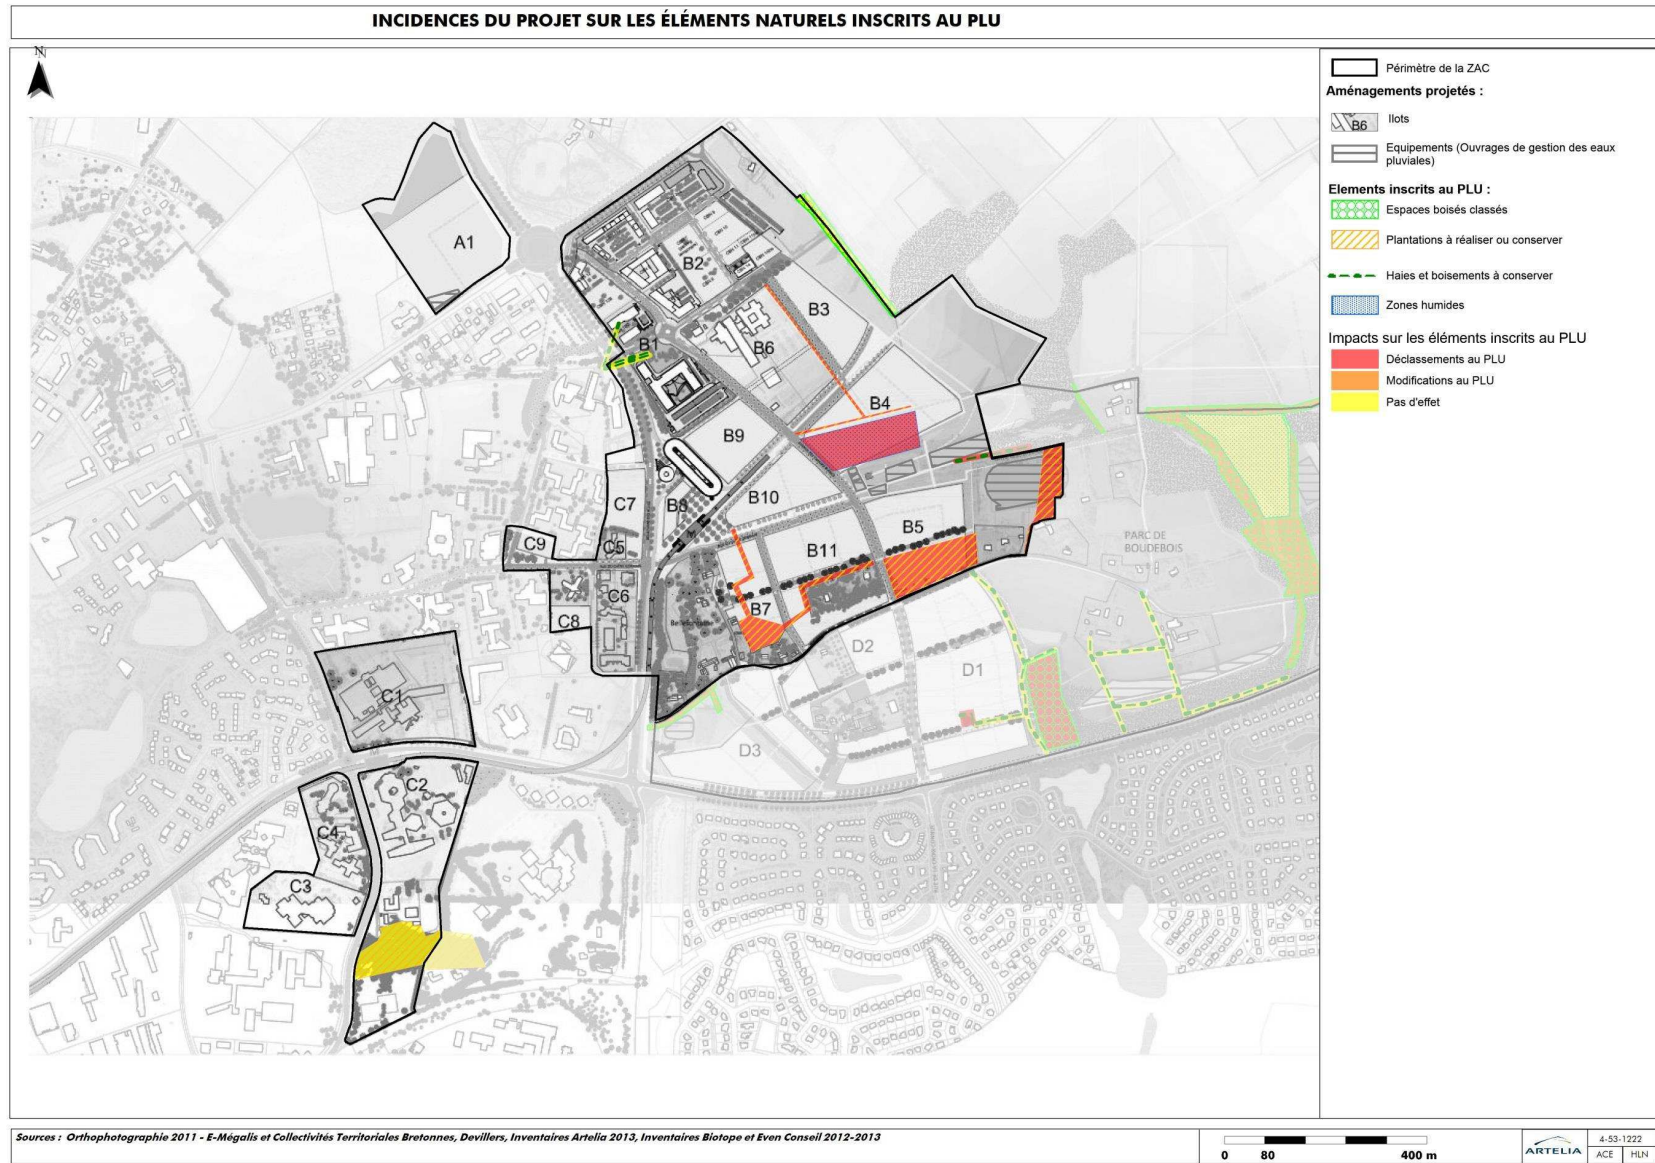 INCIDENCES DU PROJET SUR LES ÉLÉMENTS NATURELS INSCRITS AU PLU
N
Périmètre de la ZAC
Aménagements projetés :
B6
Ilots
Equipements (Ouvrages de gestion des eaux
pluviales)
Elements inscrits au PLU :
Espaces boisés classés
Plantations à réaliser ou conserver
Haies et boisements à conserver
Zones humides
Impacts sur les éléments inscrits au PLU
Déclassements au PLU
Modifications au PLU
Pas d'effet
A1
B2
B3
B1
B6
B4
B9
C7
B8
B10
B5
C9
C5
B11
PARC DE
BOUDEBOIS
C6
B7
C8
D2
D1
C1
D3
C2
C4
C3
Sources : Orthophotographie 2011 - E-Mégalis et Collectivités Territoriales Bretonnes, Devillers, Inventaires Artelia 2013, Inventaires Biotope et Even Conseil 2012-2013
0 80 400 m
ARTELIA
4-53-1222
ACE HLN